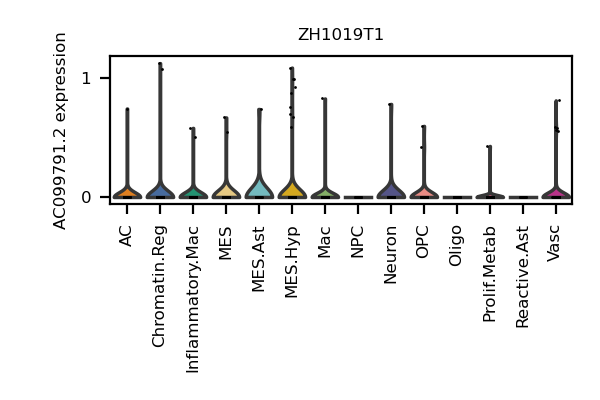 ZH1019T1
AC099791.2 expression
1
0
AC
Chromatin.Reg
Inflammatory.Mac
MES
MES.Ast
MES.Hyp
Mac
NPC
Neuron
OPC
Oligo
Prolif.Metab
Reactive.Ast
Vasc